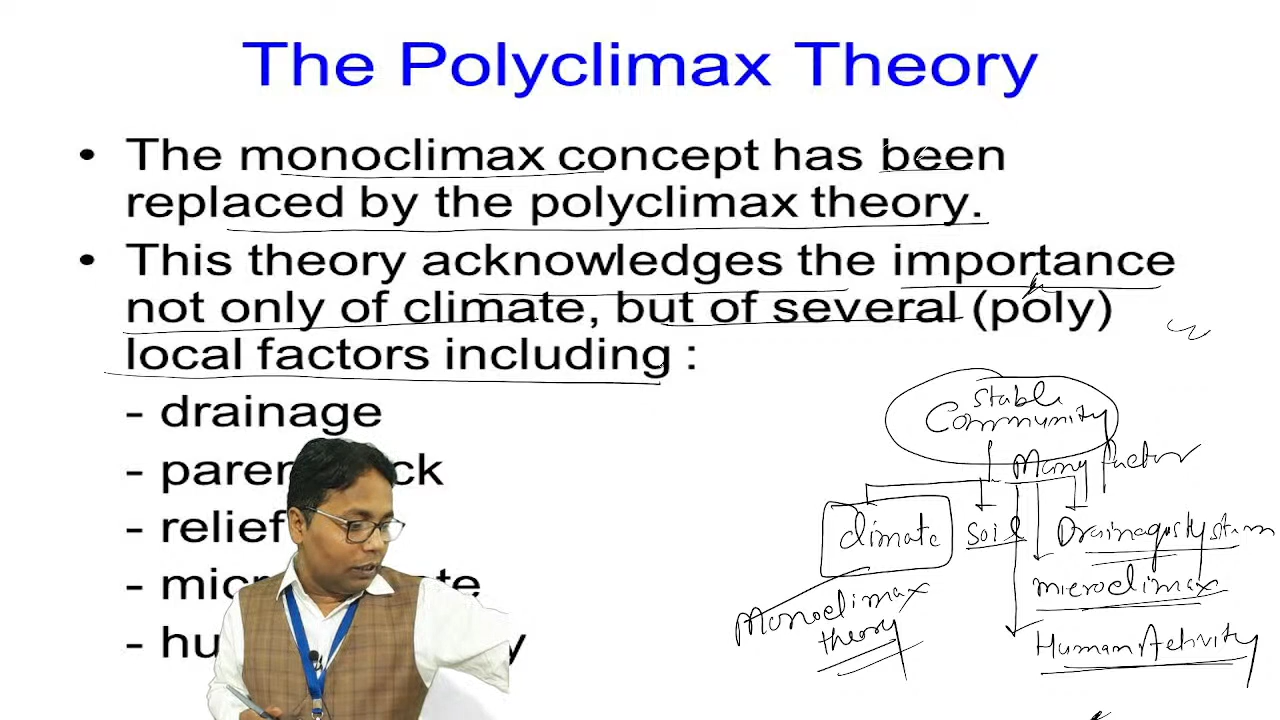 The Polyclimax Theory
• The monoclimax concept has been
replaced by the polyclimax theory.
• This theory acknowledges the importance
not only of climate, but of several (poly)
local factors including :
- drainage
- paren ck
- relief
- mic te
- hu y
Stable
Community
Many factor
climate
Soil
Drainage System
microclimax
Monoclimax
theory
Human Activity